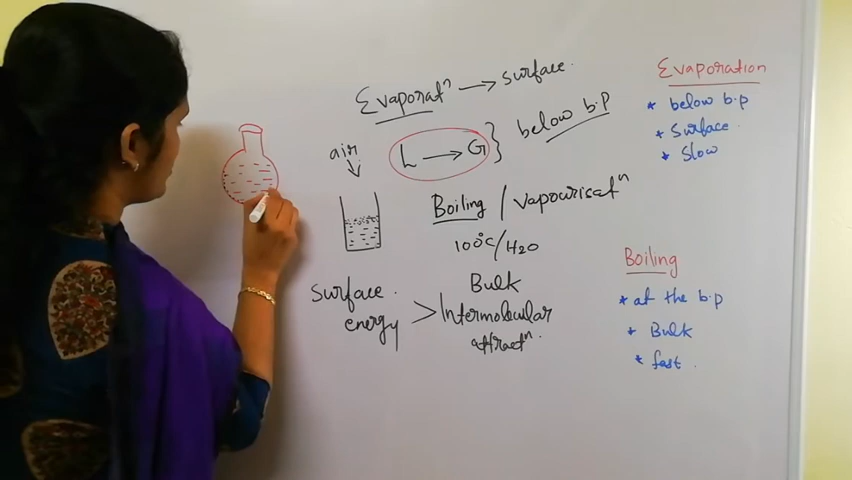 Evaporatⁿ → surface.
air
L → G } below b.p
Boiling / Vapourisatⁿ
100°C/H2O
Bulk
Surface energy > Intermolcular attractⁿ.
Evaporation
* below b.p
* Surface
* Slow
Boiling
* at the b.p
* Bulk
* fast.